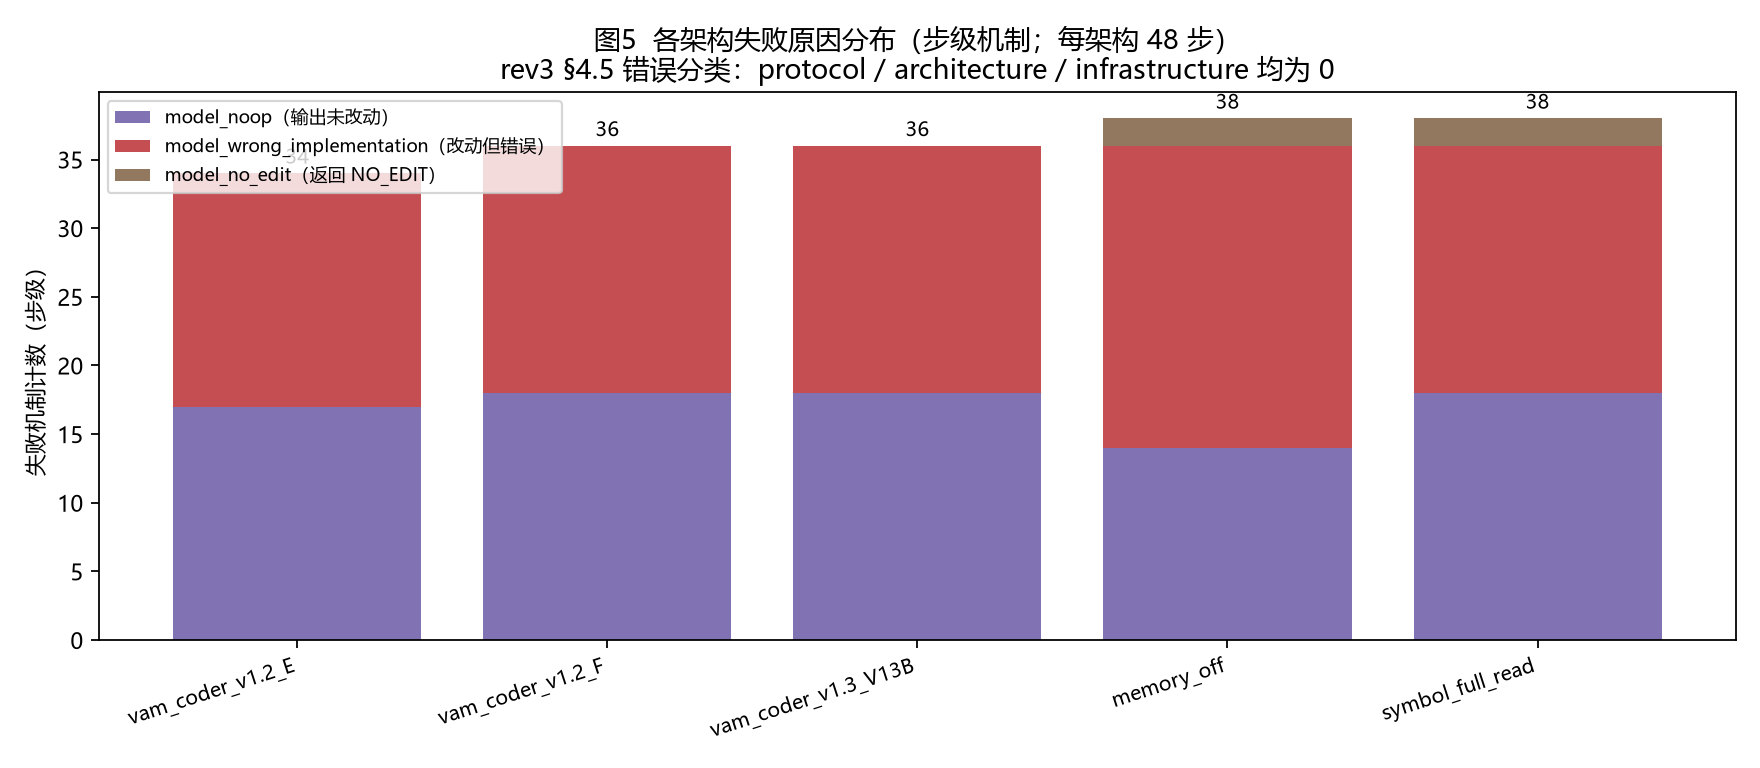 图5 各架构失败原因分布（步级机制；每架构 48 步）
rev3 §4.5 错误分类：protocol / architecture / infrastructure 均为 0
model_noop（输出未改动）
model_wrong_implementation（改动但错误）
model_no_edit（返回 NO_EDIT）
34
36
36
38
38
失败机制计数（步级）
35
30
25
20
15
10
5
0
vam_coder_v1.2_E
vam_coder_v1.2_F
vam_coder_v1.3_V13B
memory_off
symbol_full_read